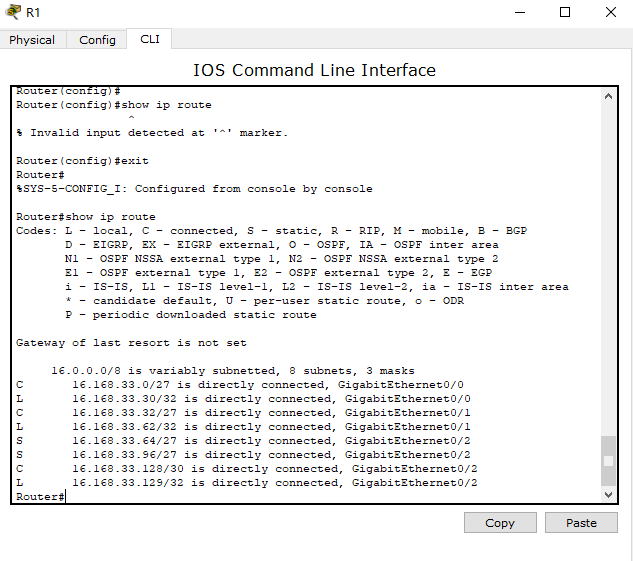 R1
Physical Config CLI
IOS Command Line Interface
Router(config)#
Router(config)#show ip route
^
% Invalid input detected at '^' marker.
Router(config)#exit
Router#
%SYS-5-CONFIG_I: Configured from console by console
Router#show ip route
Codes: L - local, C - connected, S - static, R - RIP, M - mobile, B - BGP
D - EIGRP, EX - EIGRP external, O - OSPF, IA - OSPF inter area
N1 - OSPF NSSA external type 1, N2 - OSPF NSSA external type 2
E1 - OSPF external type 1, E2 - OSPF external type 2, E - EGP
i - IS-IS, L1 - IS-IS level-1, L2 - IS-IS level-2, ia - IS-IS inter area
* - candidate default, U - per-user static route, o - ODR
P - periodic downloaded static route
Gateway of last resort is not set
16.0.0.0/8 is variably subnetted, 8 subnets, 3 masks
C 16.168.33.0/27 is directly connected, GigabitEthernet0/0
L 16.168.33.30/32 is directly connected, GigabitEthernet0/0
C 16.168.33.32/27 is directly connected, GigabitEthernet0/1
L 16.168.33.62/32 is directly connected, GigabitEthernet0/1
S 16.168.33.64/27 is directly connected, GigabitEthernet0/2
S 16.168.33.96/27 is directly connected, GigabitEthernet0/2
C 16.168.33.128/30 is directly connected, GigabitEthernet0/2
L 16.168.33.129/32 is directly connected, GigabitEthernet0/2
Router#
Copy Paste